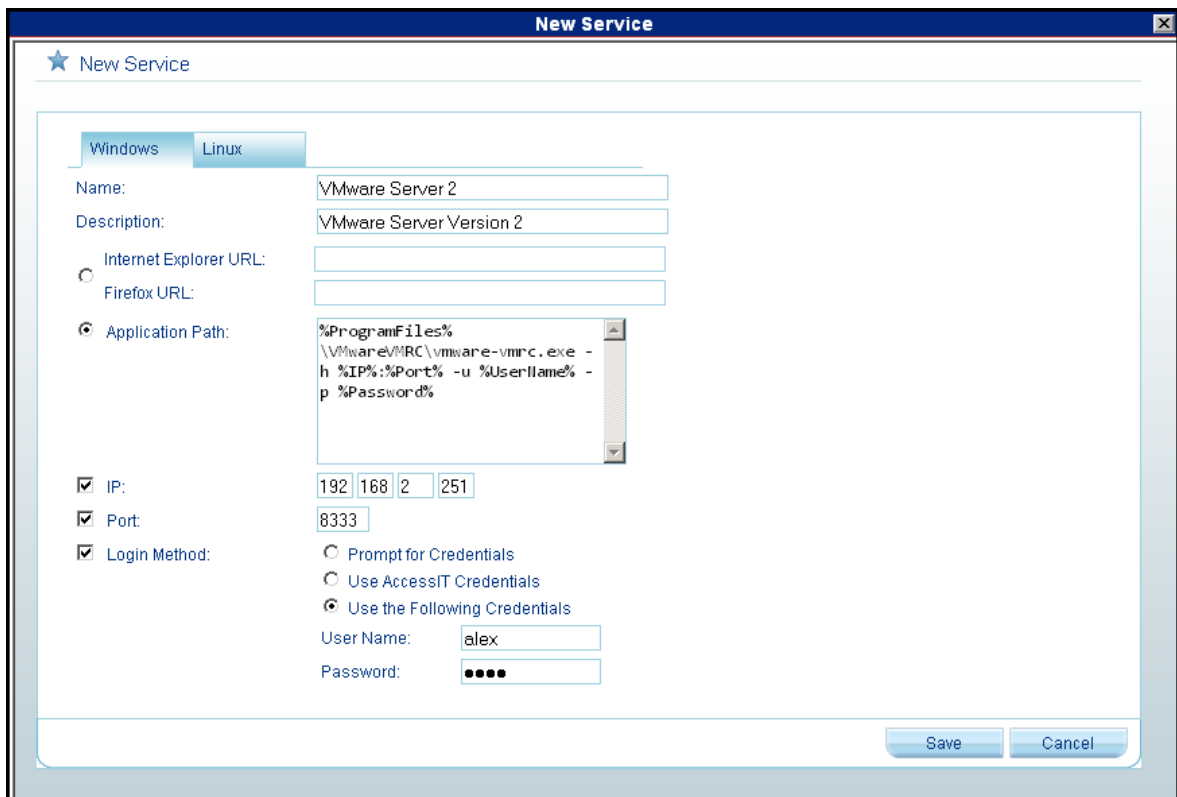 New Service
New Service
Windows Linux
Name: VMware Server 2
Description: VMware Server Version 2
Internet Explorer URL:
Firefox URL:
Application Path: %ProgramFiles%
\VMwareVMRC\vmware-vmrc.exe -
h %IP%:%Port% -u %UserName% -
p %Password%
IP: 192 168 2 251
Port: 8333
Login Method: Prompt for Credentials
Use AccessIT Credentials
Use the Following Credentials
User Name: alex
Password: ●●●●
Save Cancel